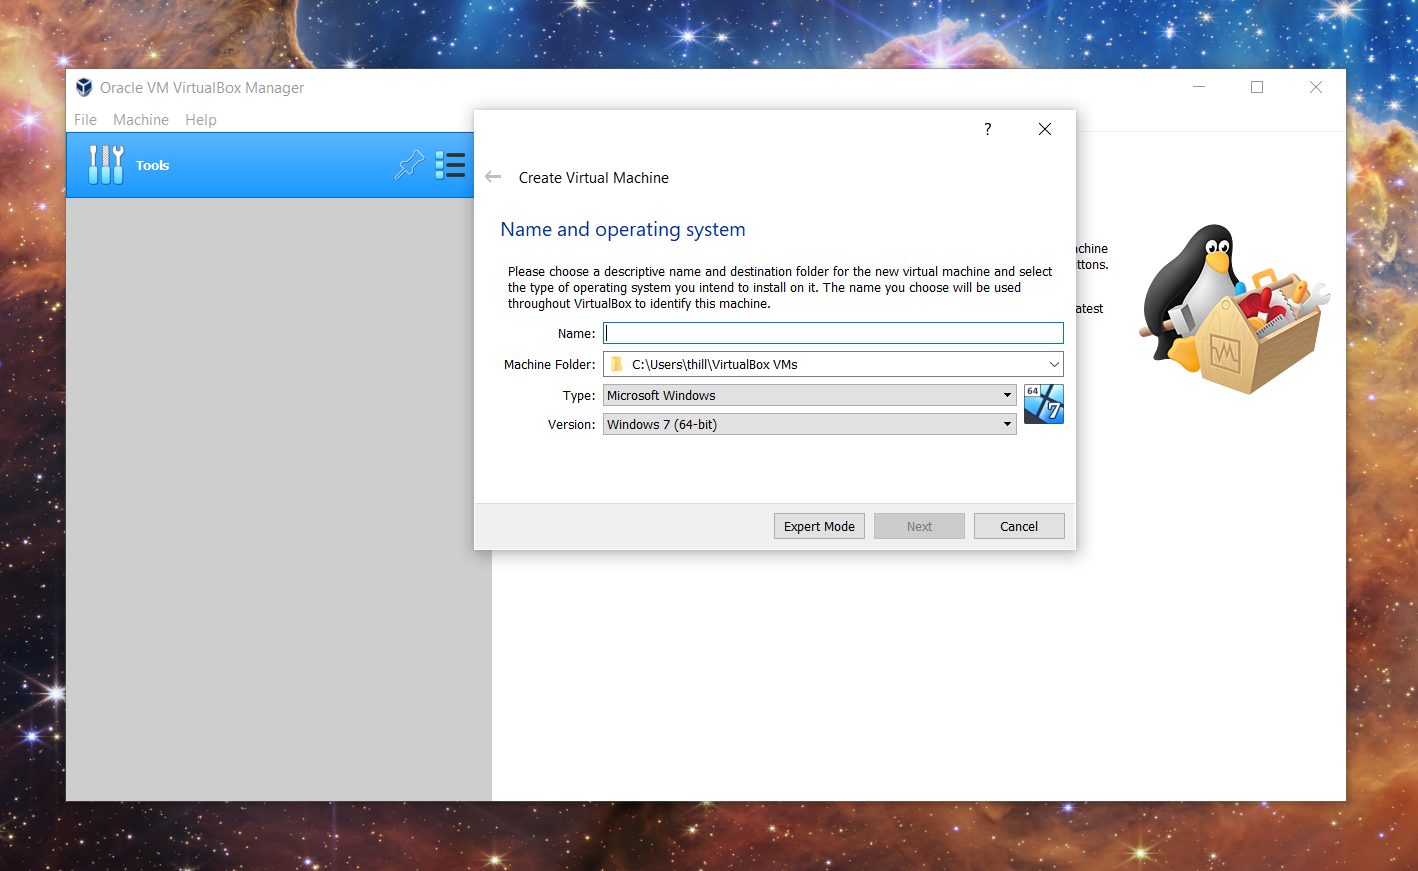 Oracle VM VirtualBox Manager
File Machine Help
Tools
?
Create Virtual Machine
Name and operating system
Please choose a descriptive name and destination folder for the new virtual machine and select
the type of operating system you intend to install on it. The name you choose will be used
throughout VirtualBox to identify this machine.
Name:
Machine Folder: C:\Users\thill\VirtualBox VMs
Type: Microsoft Windows
Version: Windows 7 (64-bit)
64
7
Expert Mode Next Cancel
achine
ttons.
atest